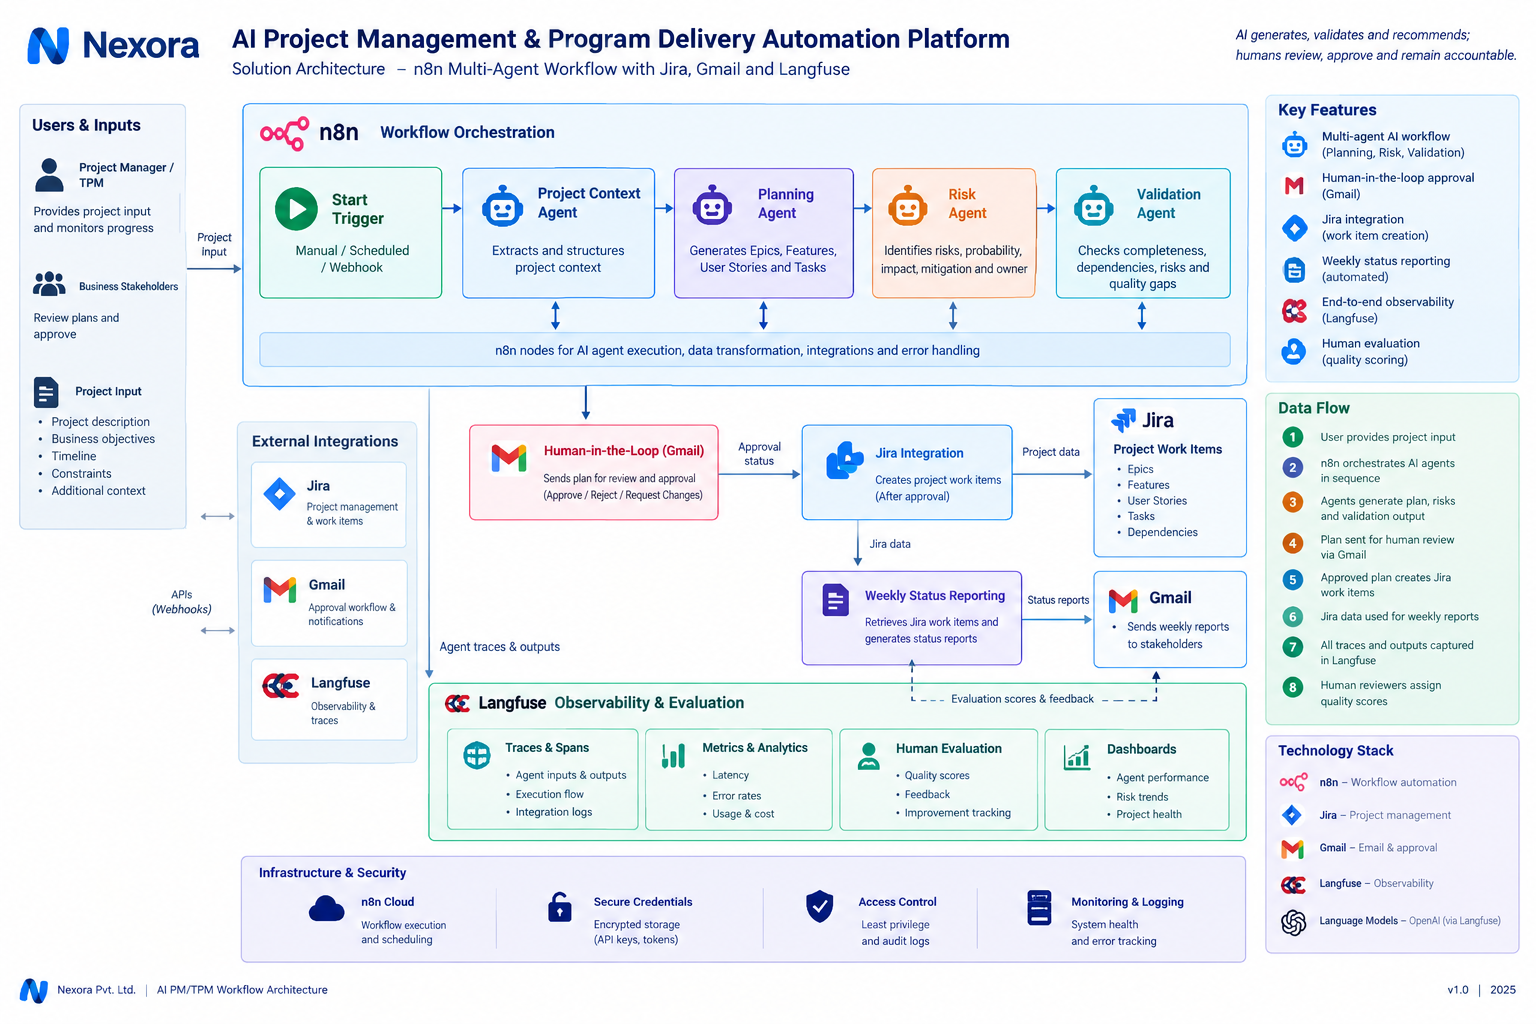 Nexora
AI Project Management & Program Delivery Automation Platform
Solution Architecture – n8n Multi-Agent Workflow with Jira, Gmail and Langfuse
AI generates, validates and recommends;
humans review, approve and remain accountable.
Users & Inputs
Project Manager /
TPM
Provides project input
and monitors progress
Business Stakeholders
Review plans and
approve
Project Input
• Project description
• Business objectives
• Timeline
• Constraints
• Additional context
Project
Input
n8n Workflow Orchestration
Start
Trigger
Manual / Scheduled
/ Webhook
Project Context
Agent
Extracts and structures
project context
Planning
Agent
Generates Epics, Features,
User Stories and Tasks
Risk
Agent
Identifies risks, probability,
impact, mitigation and owner
Validation
Agent
Checks completeness,
dependencies, risks and
quality gaps
n8n nodes for AI agent execution, data transformation, integrations and error handling
External Integrations
Jira
Project management
& work items
Gmail
Approval workflow &
notifications
Langfuse
Observability &
traces
APIs
(Webhooks)
Human-in-the-Loop (Gmail)
Sends plan for review and approval
(Approve / Reject / Request Changes)
Approval
status
Jira Integration
Creates project work items
(After approval)
Project data
Jira
Project Work Items
• Epics
• Features
• User Stories
• Tasks
• Dependencies
Jira data
Weekly Status Reporting
Retrieves Jira work items and
generates status reports
Status reports
Gmail
• Sends weekly reports
to stakeholders
Agent traces & outputs
Evaluation scores & feedback
Langfuse Observability & Evaluation
Traces & Spans
• Agent inputs & outputs
• Execution flow
• Integration logs
Metrics & Analytics
• Latency
• Error rates
• Usage & cost
Human Evaluation
• Quality scores
• Feedback
• Improvement tracking
Dashboards
• Agent performance
• Risk trends
• Project health
Infrastructure & Security
n8n Cloud
Workflow execution
and scheduling
Secure Credentials
Encrypted storage
(API keys, tokens)
Access Control
Least privilege
and audit logs
Monitoring & Logging
System health
and error tracking
Key Features
Multi-agent AI workflow
(Planning, Risk, Validation)
Human-in-the-loop approval
(Gmail)
Jira integration
(work item creation)
Weekly status reporting
(automated)
End-to-end observability
(Langfuse)
Human evaluation
(quality scoring)
Data Flow
1 User provides project input
2 n8n orchestrates AI agents
in sequence
3 Agents generate plan, risks
and validation output
4 Plan sent for human review
via Gmail
5 Approved plan creates Jira
work items
6 Jira data used for weekly reports
7 All traces and outputs captured
in Langfuse
8 Human reviewers assign
quality scores
Technology Stack
n8n – Workflow automation
Jira – Project management
Gmail – Email & approval
Langfuse – Observability
Language Models – OpenAI (via Langfuse)
Nexora Pvt. Ltd. | AI PM/TPM Workflow Architecture
v1.0 | 2025